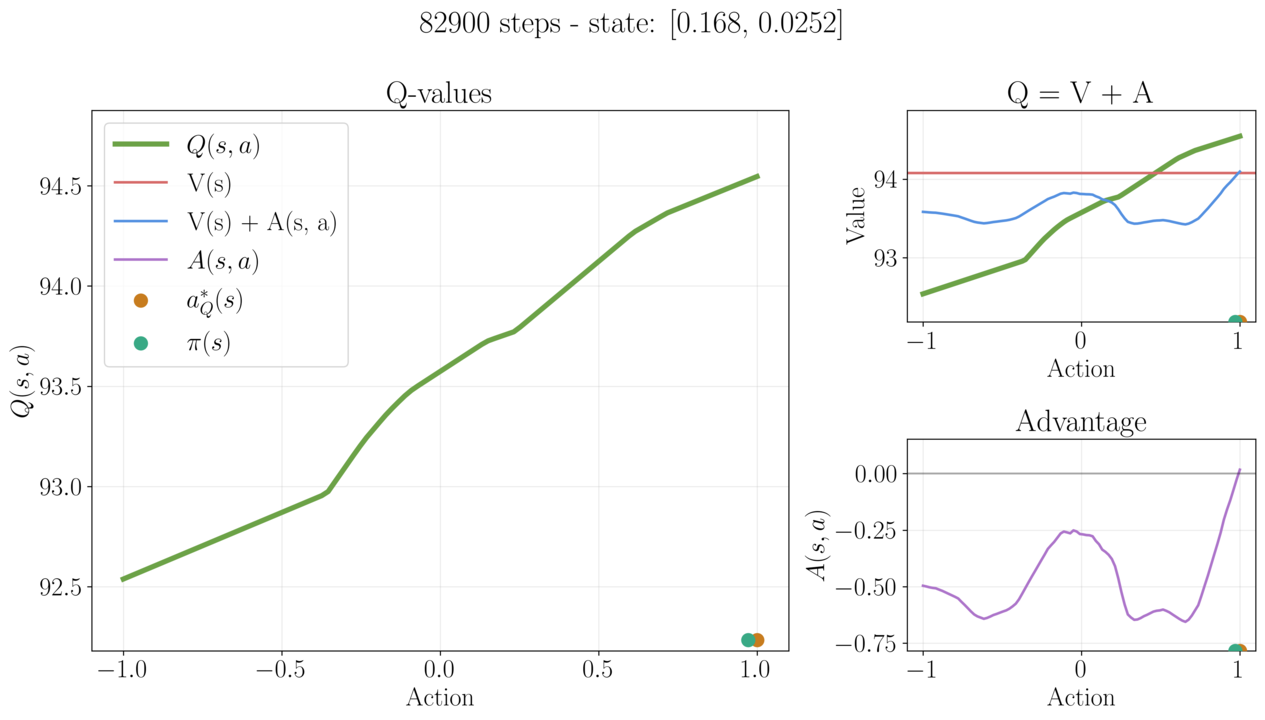 82900 steps - state: [0.168, 0.0252]
Q-values
Q(s, a)
V(s)
V(s) + A(s, a)
A(s, a)
a*Q(s)
π(s)
94.5
94.0
93.5
93.0
92.5
Q(s, a)
−1.0 −0.5 0.0 0.5 1.0
Action
Q = V + A
94
93
Value
−1 0 1
Action
Advantage
0.00
−0.25
−0.50
−0.75
A(s, a)
−1 0 1
Action